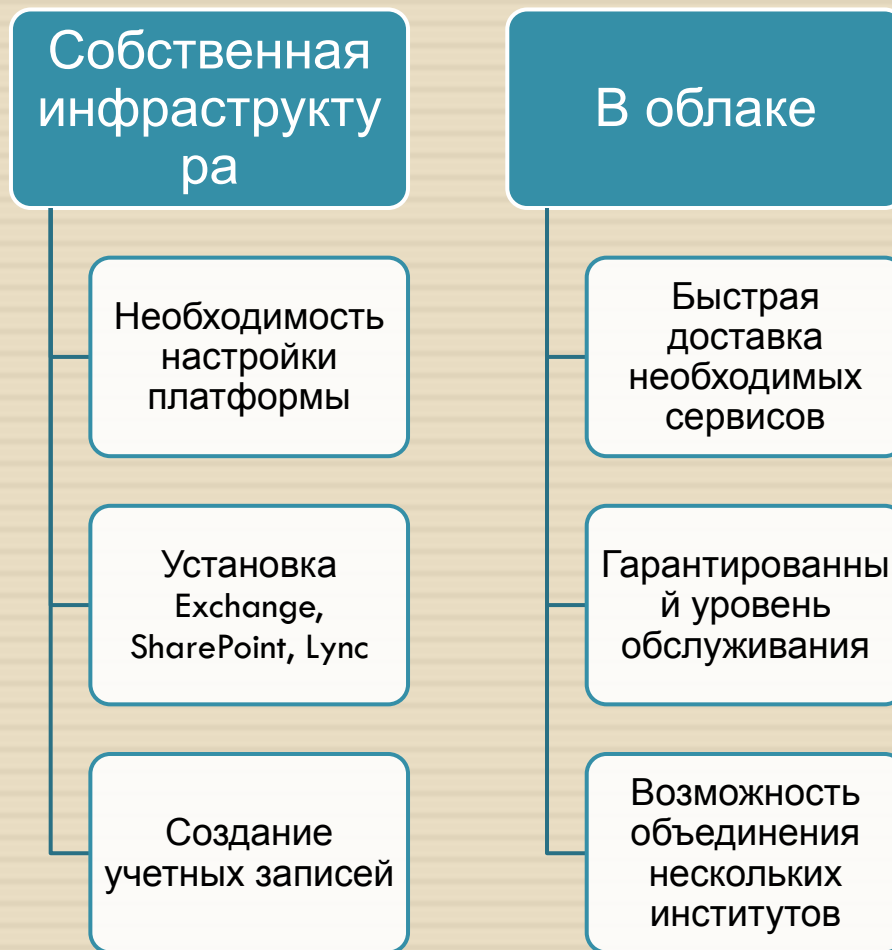 Собственная
инфраструкту
ра
Необходимость
настройки
платформы
Установка
Exchange,
SharePoint, Lync
Создание
учетных записей
В облаке
Быстрая
доставка
необходимых
сервисов
Гарантированны
й уровень
обслуживания
Возможность
объединения
нескольких
институтов